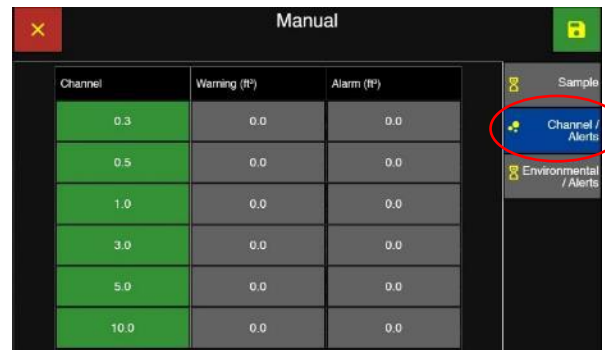 Manual
Channel Warning (ft³) Alarm (ft³)
0.3 0.0 0.0
0.5 0.0 0.0
1.0 0.0 0.0
3.0 0.0 0.0
5.0 0.0 0.0
10.0 0.0 0.0
Sample
Channel /
Alerts
Environmental
/ Alerts